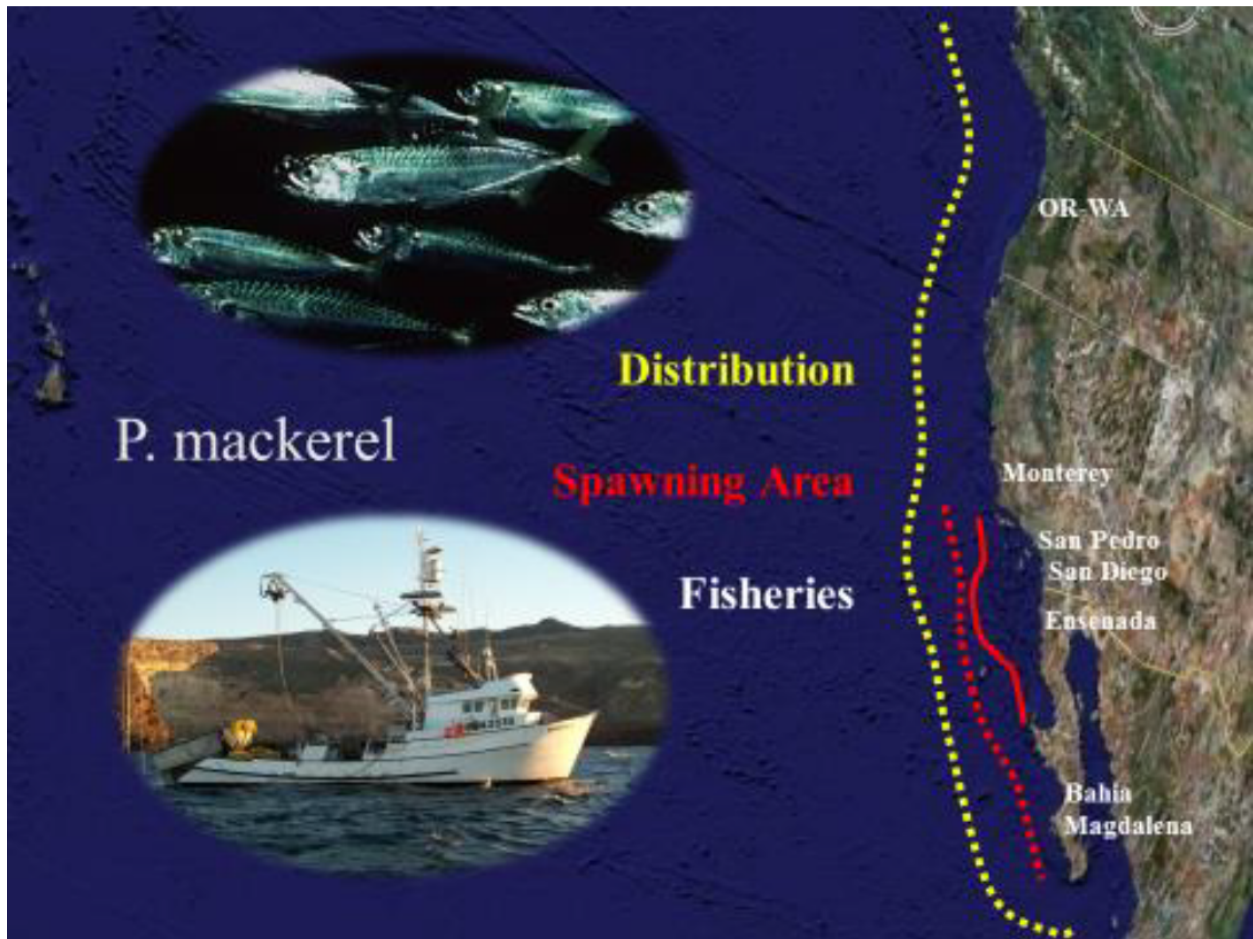 OR-WA
Distribution
P. mackerel
Spawning Area
Monterey
San Pedro
San Diego
Fisheries
Ensenada
Bahia
Magdalena